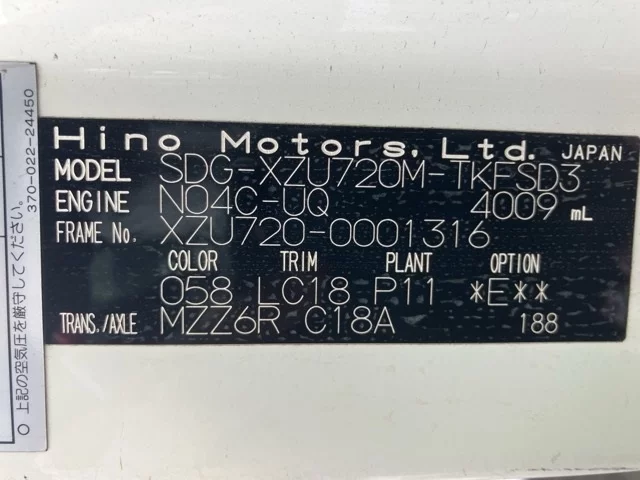 Hino Motors, Ltd. JAPAN
MODEL SDG-XZU720M-TKFSD3
ENGINE N04C-UQ 4009 mL
FRAME No. XZU720-0001316
COLOR TRIM PLANT OPTION
058 LC18 P11 *E**
TRANS./AXLE MZZ6R C18A 188
370-022-24450
○ 上記の空気圧を厳守してください。